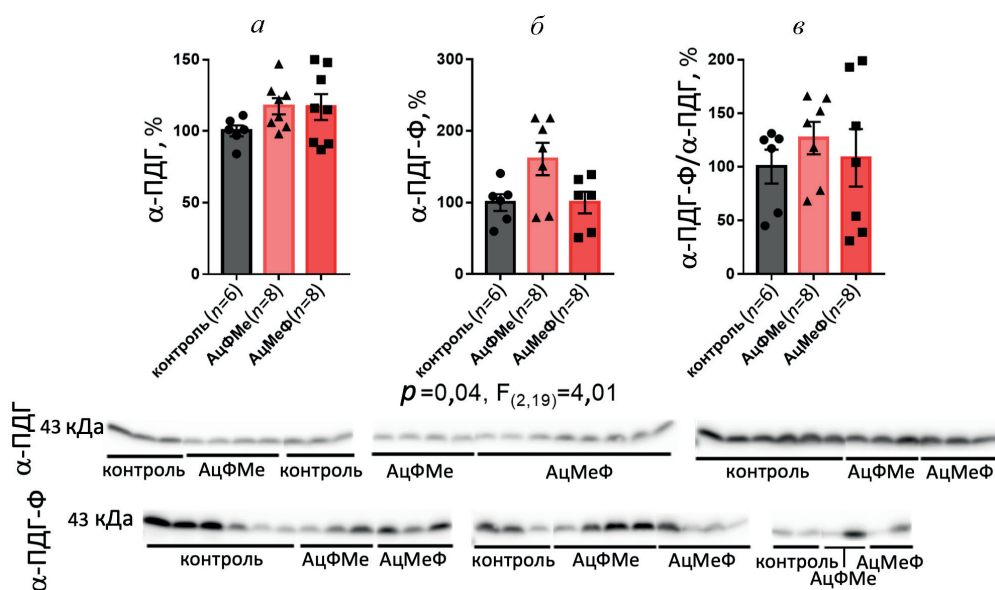 а
α-ПДГ, %
150
100
50
0
контроль (n=6)
АцФМе(n=8)
АцМеФ(n=8)
б
α-ПДГ-Ф, %
300
200
100
0
контроль (n=6)
АцФМе(n=8)
АцМеФ(n=8)
в
α-ПДГ-Ф/α-ПДГ, %
200
150
100
50
0
контроль (n=6)
АцФМе(n=8)
АцМеФ(n=8)
p=0,04, F(2,19)=4,01
α-ПДГ
43 кДа
контроль АцФМе контроль
АцФМе АцМеФ
контроль АцФМе АцМеФ
α-ПДГ-Ф
43 кДа
контроль АцФМе АцМеФ
контроль АцФМе АцМеФ
контроль АцФМе АцМеФ